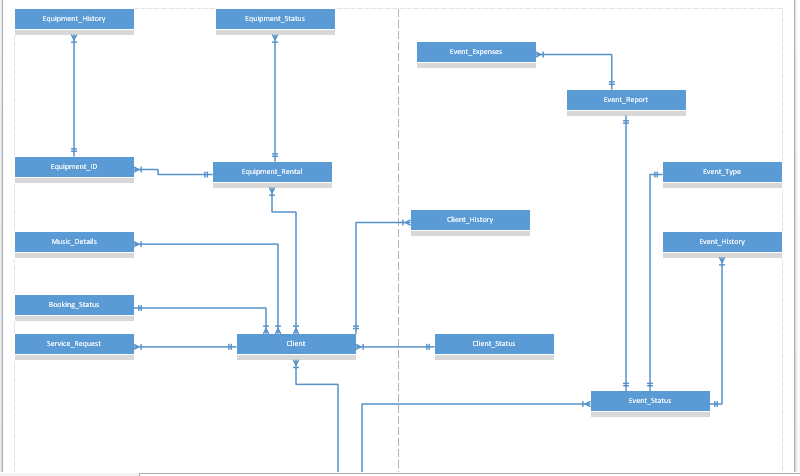 Equipment_History
Equipment_Status
Event_Expenses
Event_Report
Equipment_ID
Equipment_Rental
Event_Type
Client_History
Music_Details
Event_History
Booking_Status
Service_Request
Client
Client_Status
Event_Status